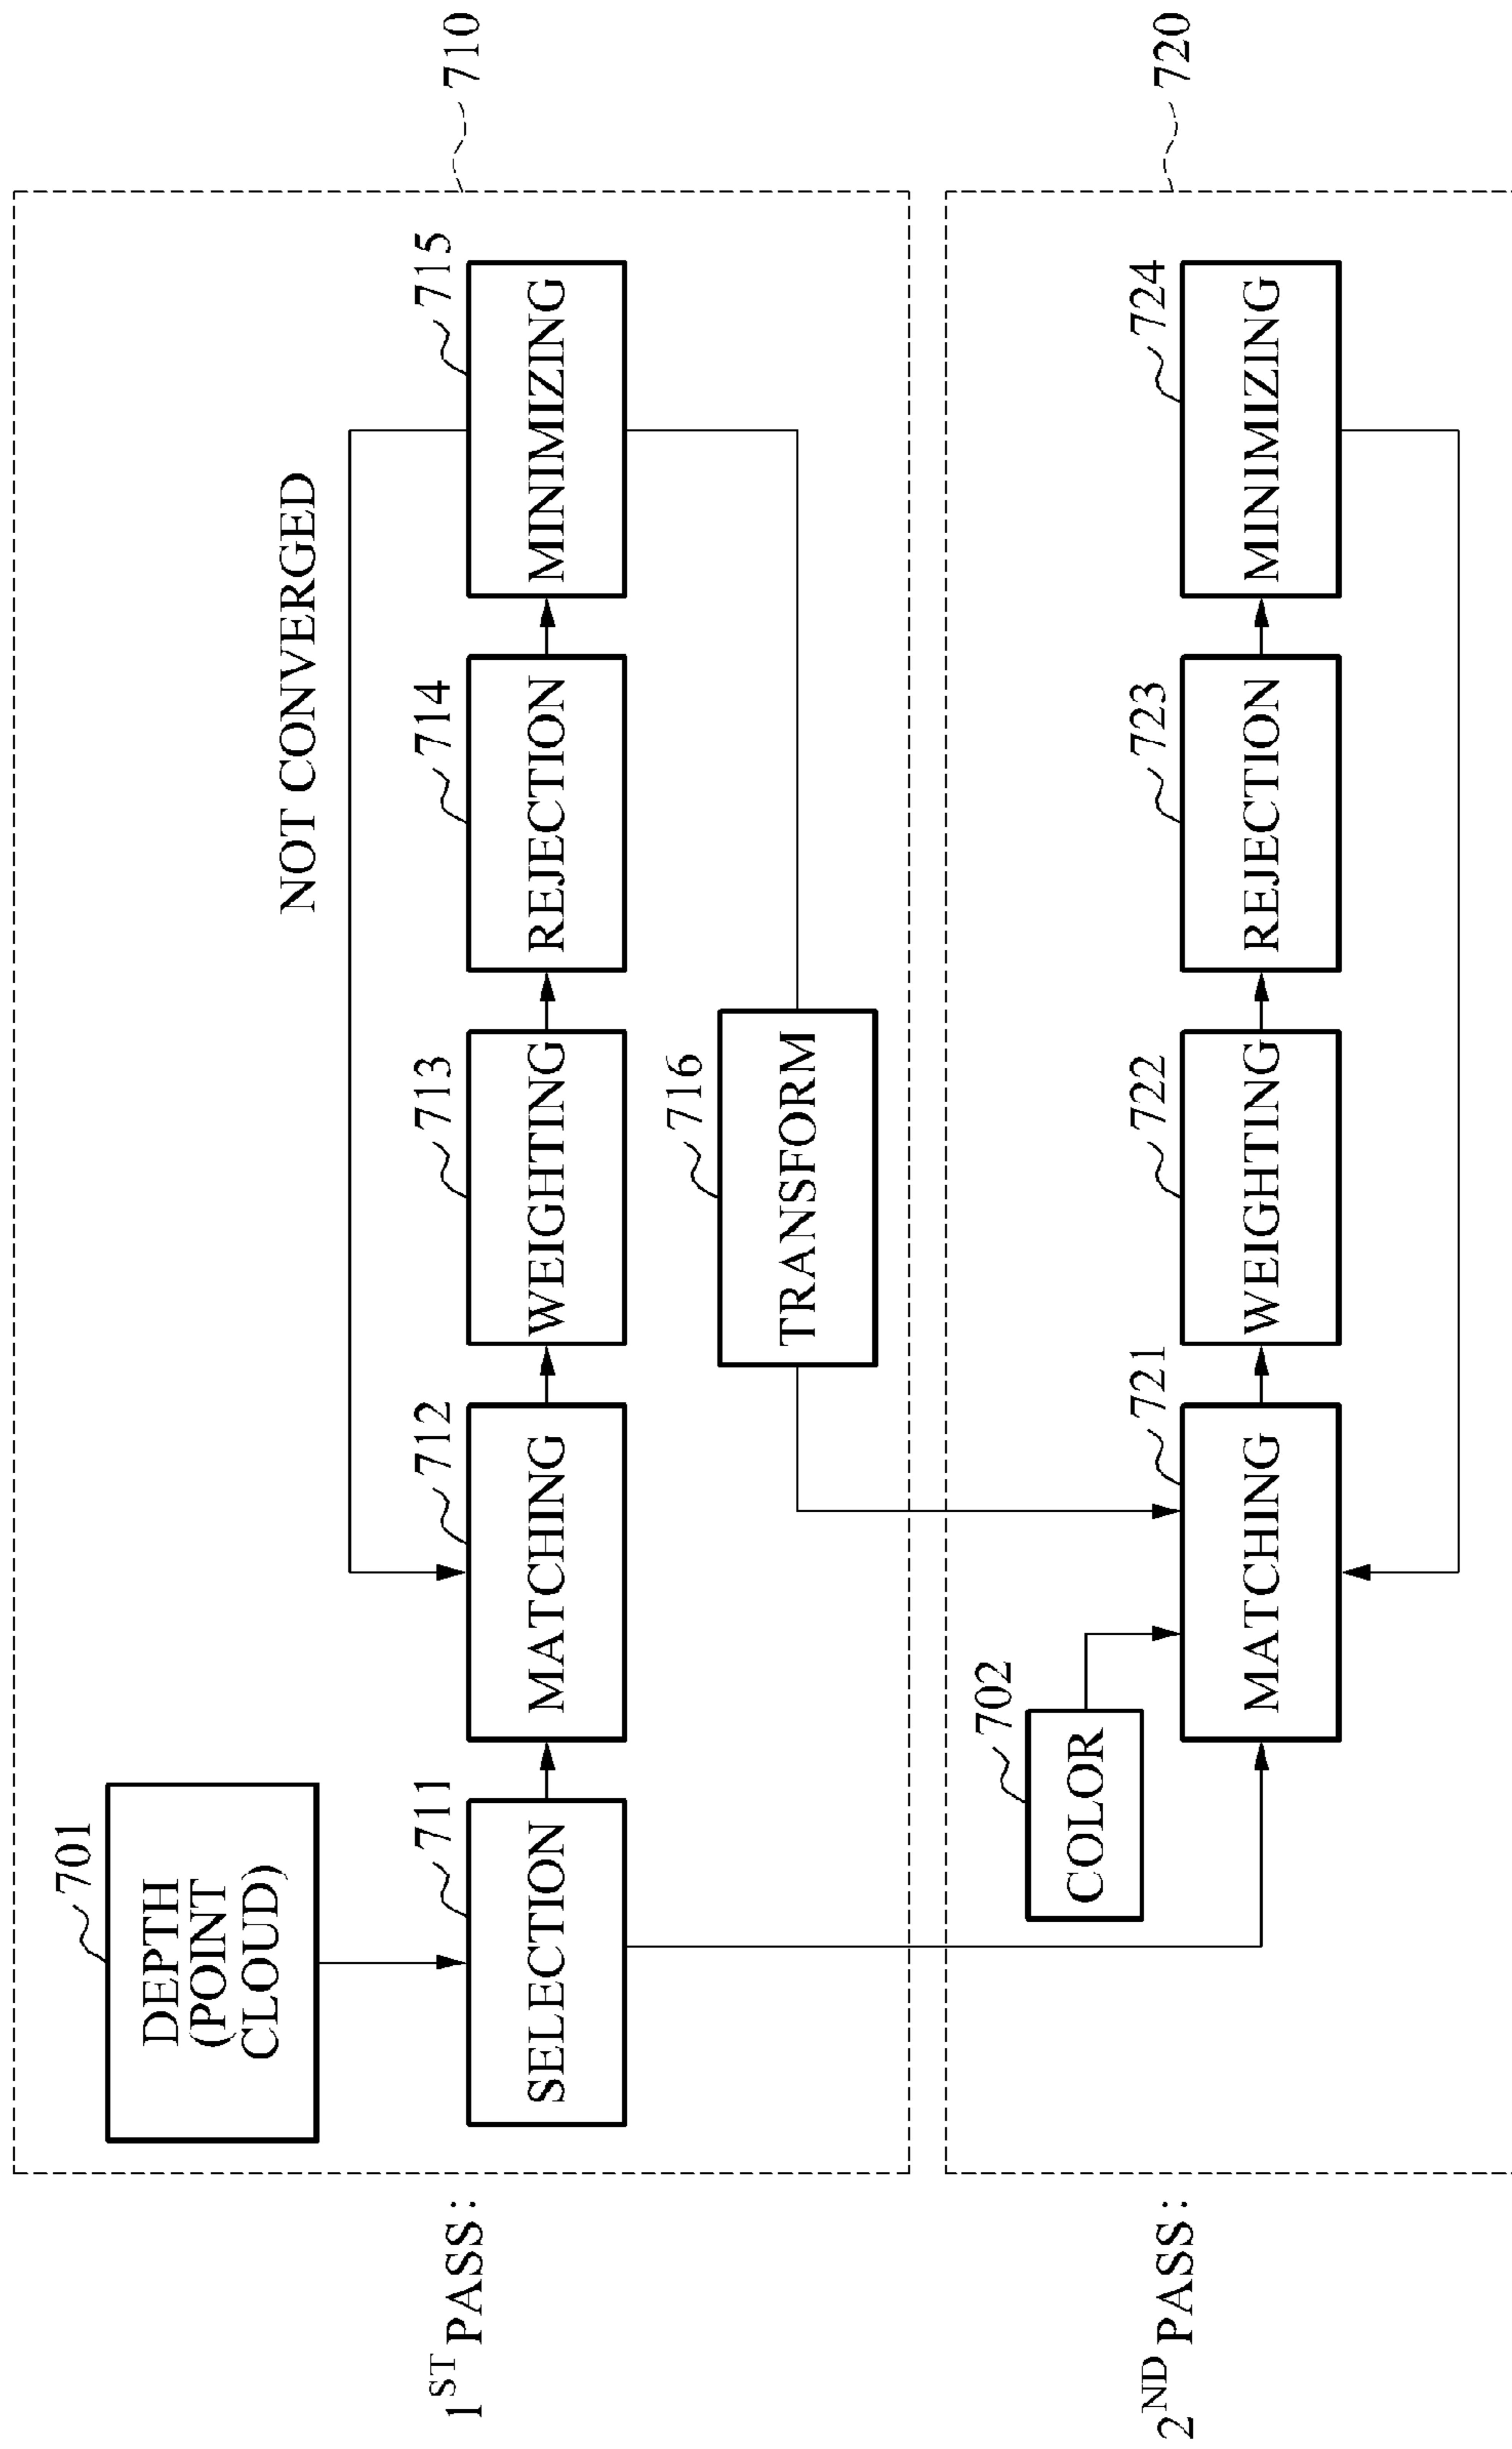 1ST PASS:
710
701
DEPTH
(POINT
CLOUD)
NOT CONVERGED
711
SELECTION
712
MATCHING
713
WEIGHTING
714
REJECTION
715
MINIMIZING
716
TRANSFORM
2ND PASS:
720
702
COLOR
721
MATCHING
722
WEIGHTING
723
REJECTION
724
MINIMIZING